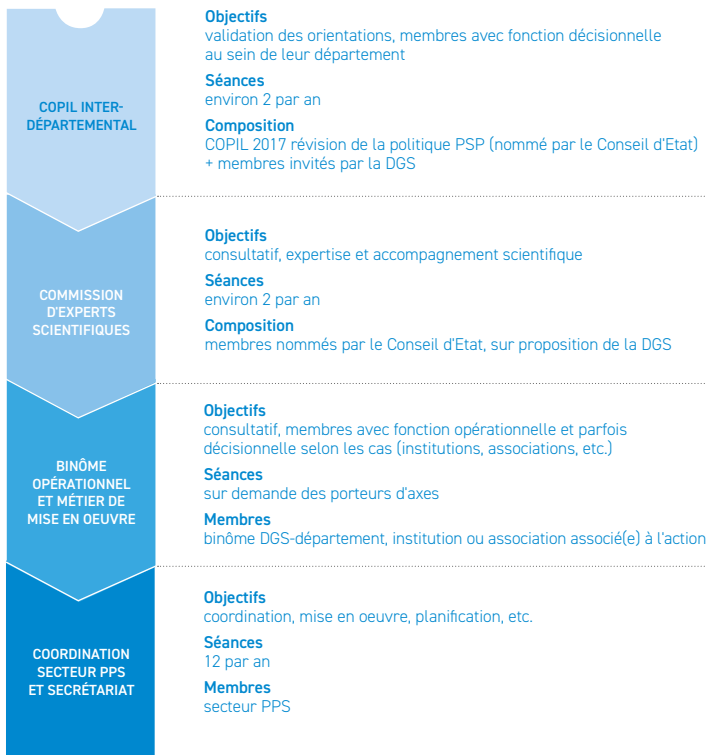 COPIL INTER-
DÉPARTEMENTAL
Objectifs
validation des orientations, membres avec fonction décisionnelle
au sein de leur département
Séances
environ 2 par an
Composition
COPIL 2017 révision de la politique PSP (nommé par le Conseil d'Etat)
+ membres invités par la DGS
COMMISSION
D'EXPERTS
SCIENTIFIQUES
Objectifs
consultatif, expertise et accompagnement scientifique
Séances
environ 2 par an
Composition
membres nommés par le Conseil d'Etat, sur proposition de la DGS
BINÔME
OPÉRATIONNEL
ET MÉTIER DE
MISE EN OEUVRE
Objectifs
consultatif, membres avec fonction opérationnelle et parfois
décisionnelle selon les cas (institutions, associations, etc.)
Séances
sur demande des porteurs d'axes
Membres
binôme DGS-département, institution ou association associé(e) à l'action
COORDINATION
SECTEUR PPS
ET SECRÉTARIAT
Objectifs
coordination, mise en oeuvre, planification, etc.
Séances
12 par an
Membres
secteur PPS